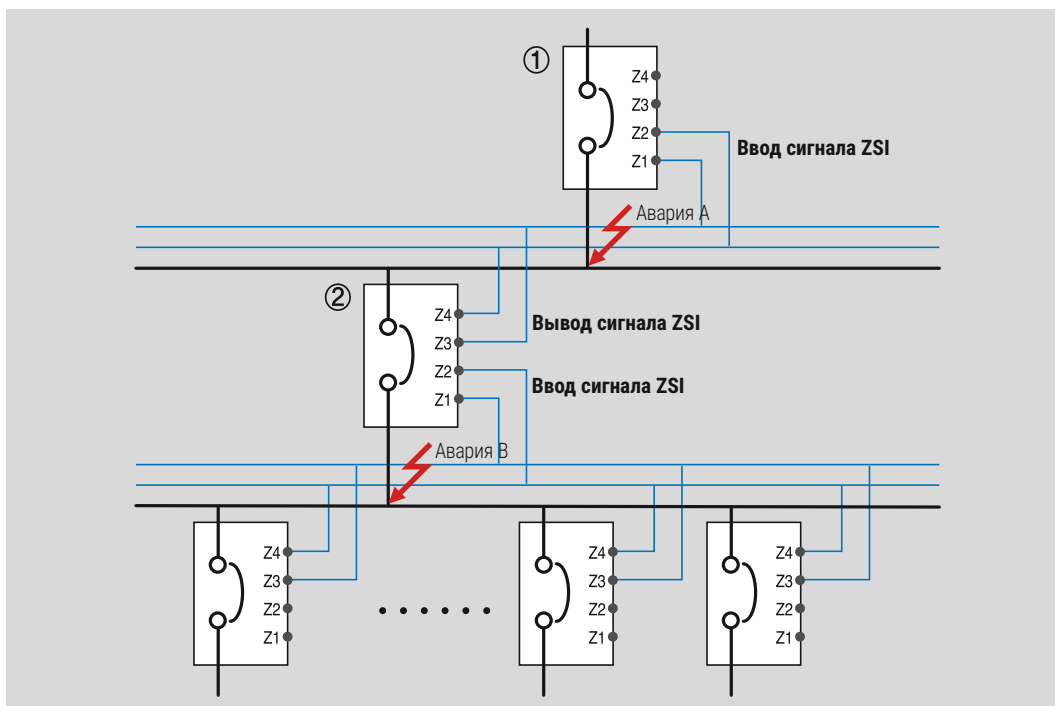 ①
Z4
Z3
Z2
Z1
Ввод сигнала ZSI
Авария A
②
Z4
Z3
Z2
Z1
Вывод сигнала ZSI
Ввод сигнала ZSI
Авария B
Z4
Z3
Z2
Z1
Z4
Z3
Z2
Z1
Z4
Z3
Z2
Z1